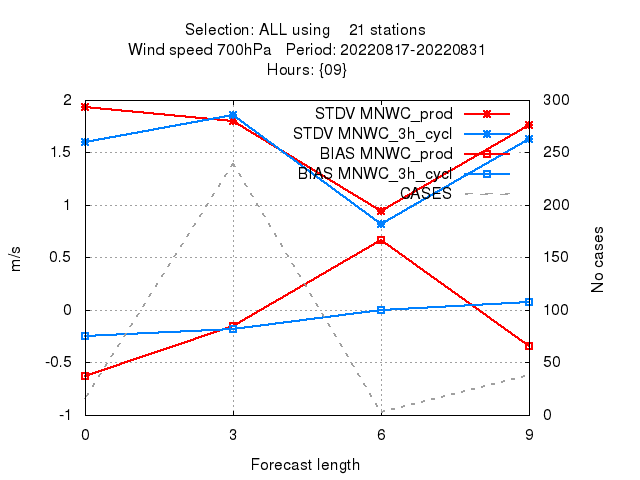 Selection: ALL using    21 stations
Wind speed 700hPa   Period: 20220817-20220831
Hours: {09}
STDV MNWC_prod
STDV MNWC_3h_cycl
BIAS MNWC_prod
BIAS MNWC_3h_cycl
CASES
2
1.5
1
0.5
0
-0.5
-1
m/s
300
250
200
150
100
50
0
No cases
0 3 6 9
Forecast length